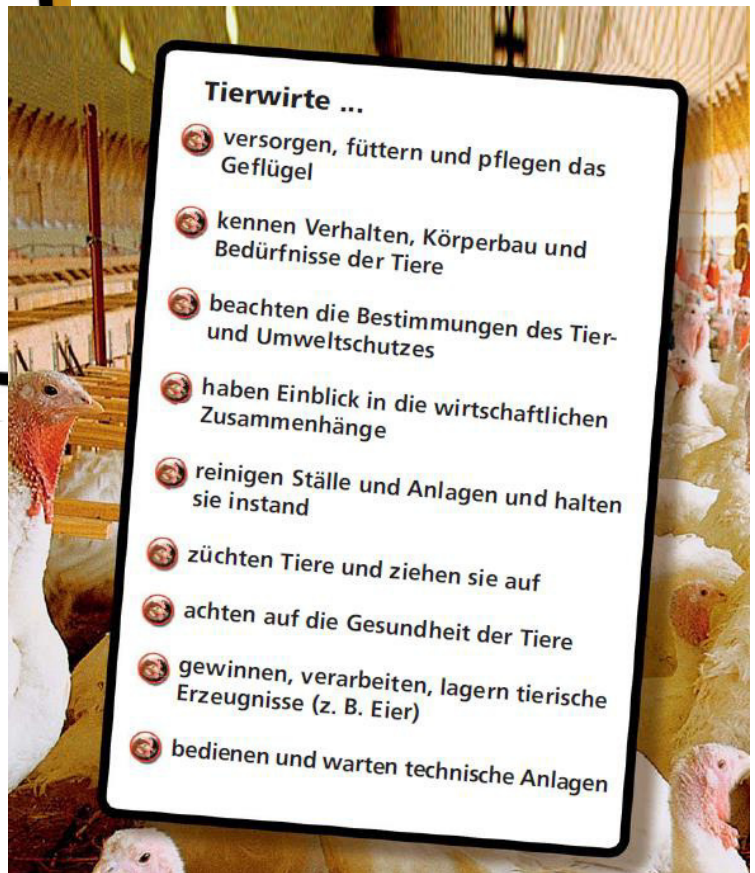 Tierwirte ...
versorgen, füttern und pflegen das
Geflügel
kennen Verhalten, Körperbau und
Bedürfnisse der Tiere
beachten die Bestimmungen des Tier-
und Umweltschutzes
haben Einblick in die wirtschaftlichen
Zusammenhänge
reinigen Ställe und Anlagen und halten
sie instand
züchten Tiere und ziehen sie auf
achten auf die Gesundheit der Tiere
gewinnen, verarbeiten, lagern tierische
Erzeugnisse (z. B. Eier)
bedienen und warten technische Anlagen